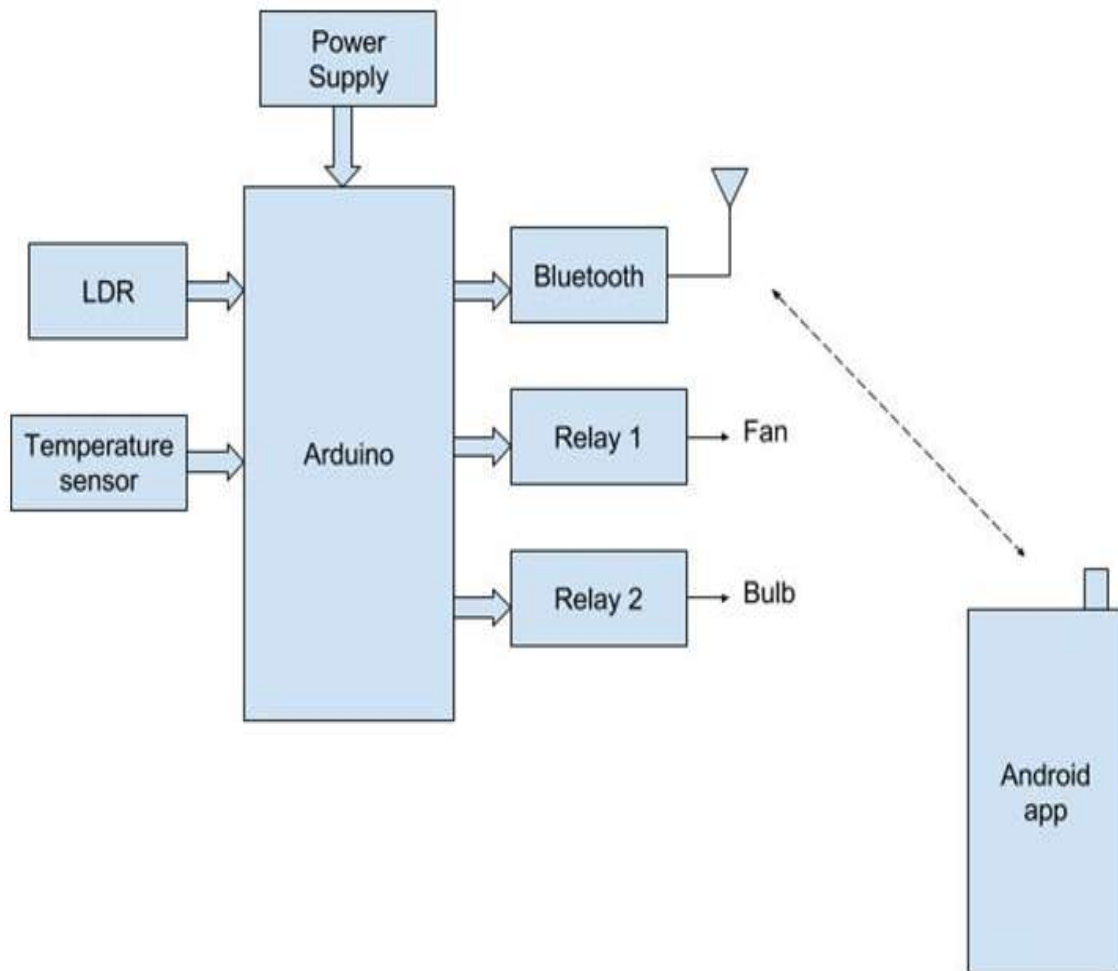 Power
Supply
LDR
Bluetooth
Temperature
sensor
Arduino
Relay 1
Fan
Relay 2
Bulb
Android
app